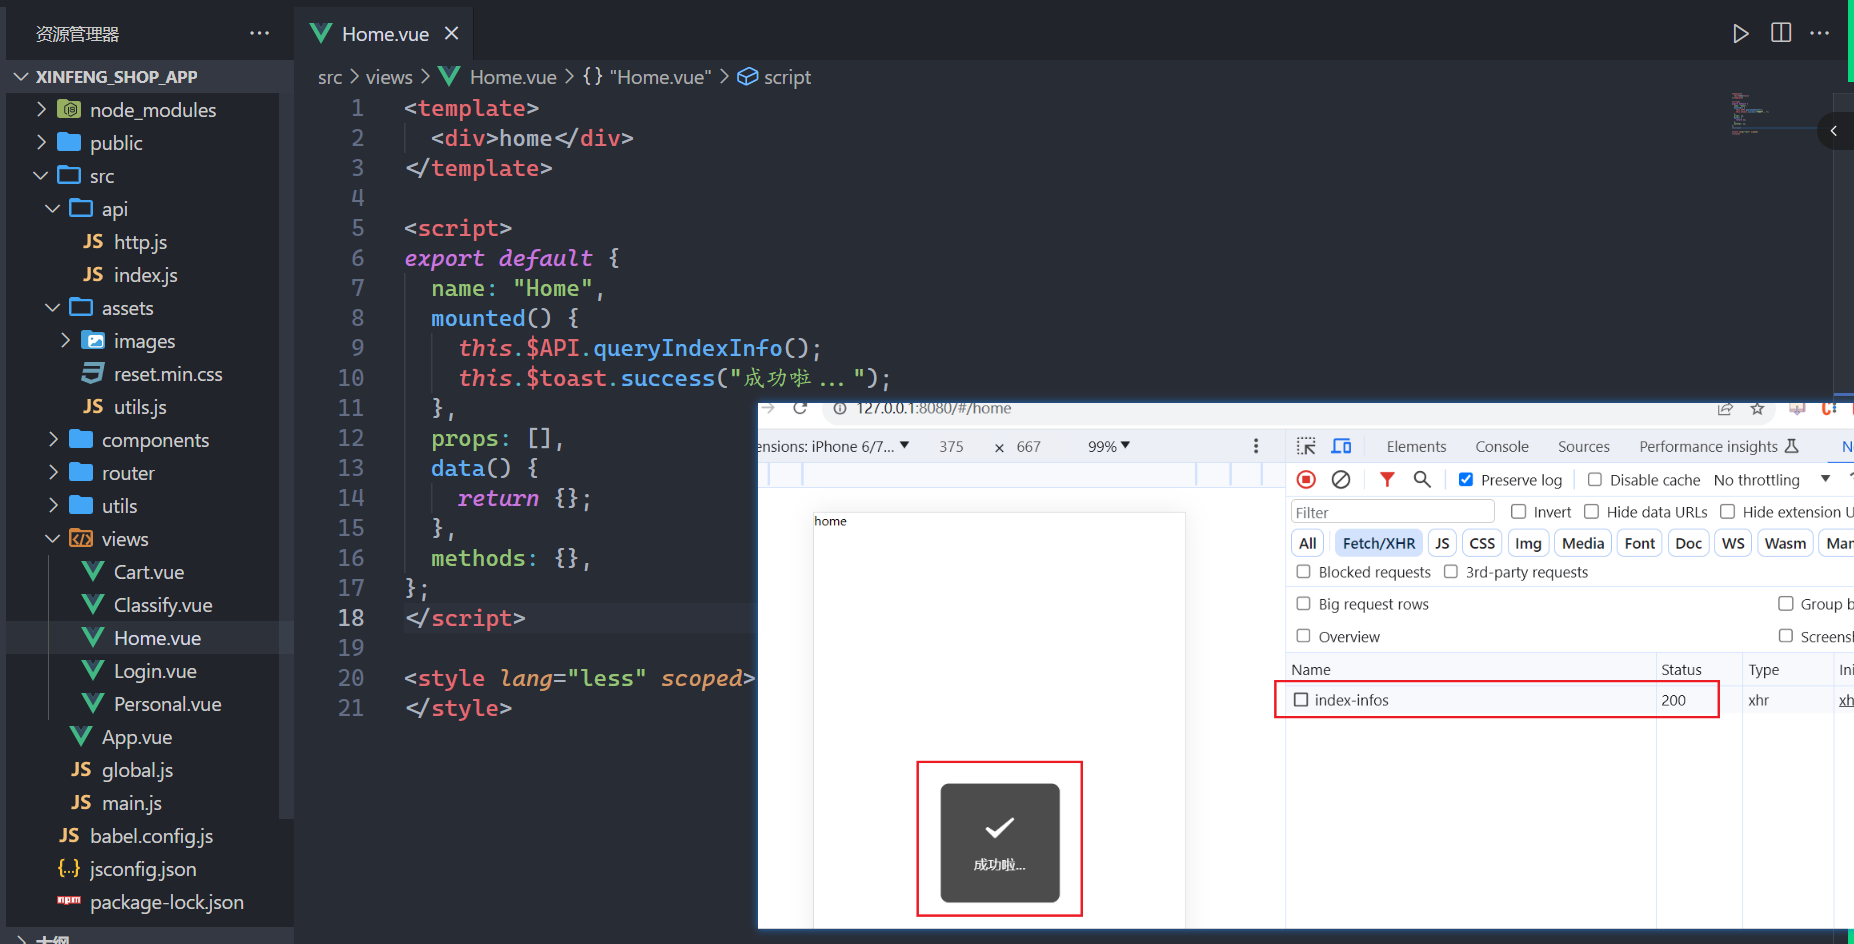 资源管理器 ···
XINFENG_SHOP_APP
node_modules
public
src
api
JS http.js
JS index.js
assets
images
reset.min.css
JS utils.js
components
router
utils
views
Cart.vue
Classify.vue
Home.vue
Login.vue
Personal.vue
App.vue
JS global.js
JS main.js
JS babel.config.js
{..} jsconfig.json
package-lock.json
Home.vue
src > views > Home.vue > {} "Home.vue" > script
1 <template>
2 <div>home</div>
3 </template>
4
5 <script>
6 export default {
7 name: "Home",
8 mounted() {
9 this.$API.queryIndexInfo();
10 this.$toast.success("成功啦...");
11 },
12 props: [],
13 data() {
14 return {};
15 },
16 methods: {},
17 };
18 </script>
19
20 <style lang="less" scoped>
21 </style>
127.0.0.1:8080/#/home
ensions: iPhone 6/7... ▼ 375 × 667 99% ▼
home
成功啦...
Elements Console Sources Performance insights
Preserve log Disable cache No throttling
Filter Invert Hide data URLs Hide extension U
All Fetch/XHR JS CSS Img Media Font Doc WS Wasm Man
Blocked requests 3rd-party requests
Big request rows Group b
Overview Screensh
Name Status Type Ini
index-infos 200 xhr xh